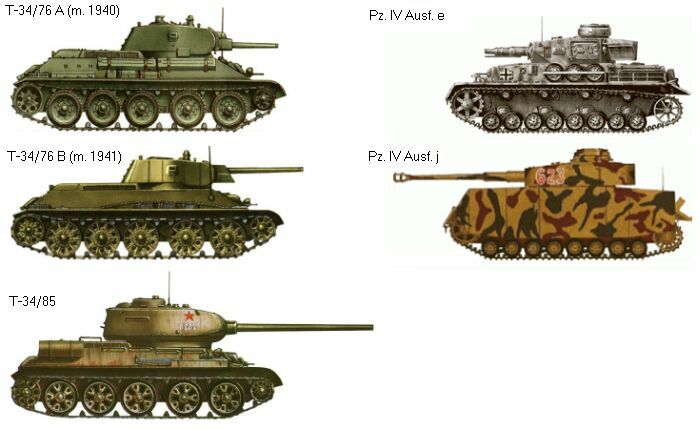 T-34/76 A (m. 1940)
Pz. IV Ausf. e
T-34/76 B (m. 1941)
Pz. IV Ausf. j
623
T-34/85